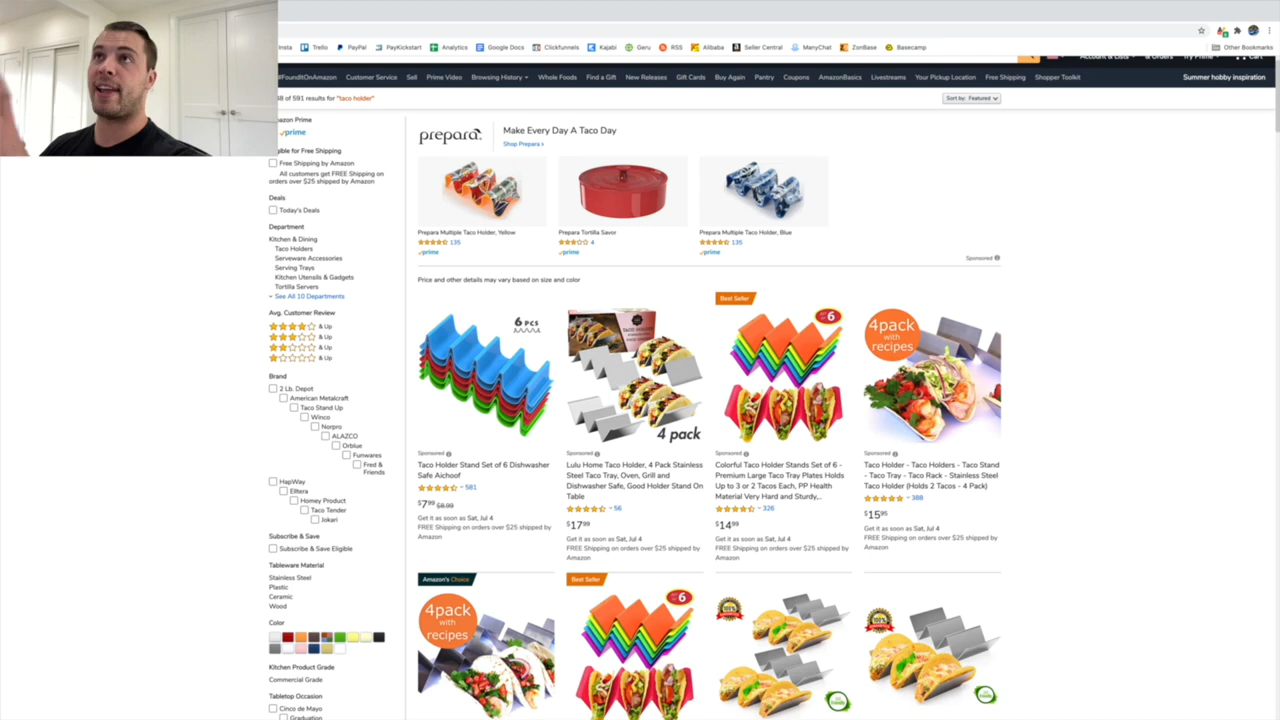 Insta Trello PayPal PayKickstart Analytics Google Docs Clickfunnels Kajabi Geru RSS Alibaba Seller Central ManyChat ZonBase Basecamp Other Bookmarks
#FoundItOnAmazon Customer Service Sell Prime Video Browsing History Whole Foods Find a Gift New Releases Gift Cards Buy Again Pantry Coupons AmazonBasics Livestreams Your Pickup Location Free Shipping Shopper Toolkit Summer hobby inspiration
of 591 results for "taco holder"
Sort by: Featured
Prime
prime
Free Shipping
Free Shipping by Amazon
All customers get FREE Shipping on
orders over $25 shipped by Amazon
Deals
Today's Deals
Department
Kitchen & Dining
Taco Holders
Serveware Accessories
Serving Trays
Kitchen Utensils & Gadgets
Tortilla Servers
See All 10 Departments
Avg. Customer Review
& Up
& Up
& Up
& Up
Brand
2 Lb. Depot
American Metalcraft
Taco Stand Up
Winco
Norpro
ALAZCO
Orblue
Funwares
Fred &
Friends
HapWay
Elltera
Homey Product
Taco Tender
Jokari
Subscribe & Save
Subscribe & Save Eligible
Tableware Material
Stainless Steel
Plastic
Ceramic
Wood
Color
Kitchen Product Grade
Commercial Grade
Tabletop Occasion
Cinco de Mayo
Graduation
prepara
Make Every Day A Taco Day
Shop Prepara ›
Prepara Multiple Taco Holder, Yellow
135
prime
Prepara Tortilla Savor
4
prime
Prepara Multiple Taco Holder, Blue
135
prime
Sponsored
Price and other details may vary based on size and color
6 PCS
Sponsored
Taco Holder Stand Set of 6 Dishwasher
Safe Aichoof
581
$7 99 $8.99
Get it as soon as Sat, Jul 4
FREE Shipping on orders over $25 shipped by
Amazon
TACO HOLDER
4 pack
Sponsored
Lulu Home Taco Holder, 4 Pack Stainless
Steel Taco Tray, Oven, Grill and
Dishwasher Safe, Good Holder Stand On
Table
56
$17 99
Get it as soon as Sat, Jul 4
FREE Shipping on orders over $25 shipped by
Amazon
Best Seller
6
Sponsored
Colorful Taco Holder Stands Set of 6 -
Premium Large Taco Tray Plates Holds
Up to 3 or 2 Tacos Each, PP Health
Material Very Hard and Sturdy,..
326
$14 99
Get it as soon as Sat, Jul 4
FREE Shipping on orders over $25 shipped by
Amazon
4pack
with
recipes
Sponsored
Taco Holder - Taco Holders - Taco Stand
- Taco Tray - Taco Rack - Stainless Steel
Taco Holder (Holds 2 Tacos - 4 Pack)
388
$15 95
Get it as soon as Sat, Jul 4
FREE Shipping on orders over $25 shipped by
Amazon
Amazon's Choice
4pack
with
recipes
Best Seller
6
100%
100%